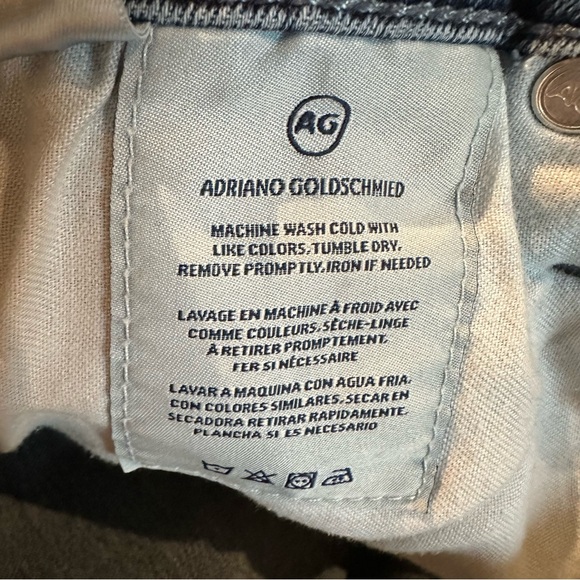 AG
ADRIANO GOLDSCHMIED
MACHINE WASH COLD WITH
LIKE COLORS. TUMBLE DRY.
REMOVE PROMPTLY. IRON IF NEEDED
LAVAGE EN MACHINE À FROID AVEC
COMME COULEURS. SÈCHE-LINGE
À RETIRER PROMPTEMENT.
FER SI NÉCESSAIRE
LAVAR A MAQUINA CON AGUA FRIA.
CON COLORES SIMILARES. SECAR EN
SECADORA RETIRAR RAPIDAMENTE.
PLANCHA SI ES NECESARIO